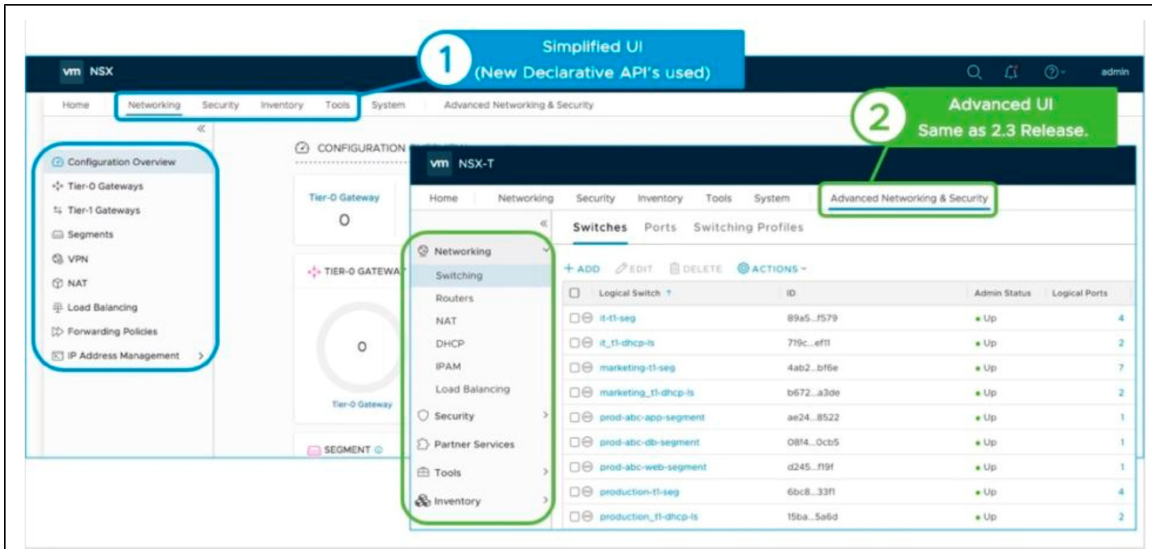 1
Simplified UI
(New Declarative API's used)
vm NSX
admin
Home Networking Security Inventory Tools System Advanced Networking & Security
2
Advanced UI
Same as 2.3 Release.
Configuration Overview
Tier-0 Gateways
Tier-1 Gateways
Segments
VPN
NAT
Load Balancing
Forwarding Policies
IP Address Management
CONFIGURATION
Tier-0 Gateway
0
TIER-0 GATEWAY
0
Tier-0 Gateway
SEGMENT
vm NSX-T
Home Networking Security Inventory Tools System Advanced Networking & Security
Networking
Switching
Routers
NAT
DHCP
IPAM
Load Balancing
Security
Partner Services
Tools
Inventory
Switches Ports Switching Profiles
+ ADD EDIT DELETE ACTIONS
Logical Switch ID Admin Status Logical Ports
it-t1-seg 89a5...f579 Up 4
it_t1-dhcp-ls 719c...ef11 Up 2
marketing-t1-seg 4ab2...bf6e Up 7
marketing_t1-dhcp-ls b672...a3de Up 2
prod-abc-app-segment ae24...8522 Up 1
prod-abc-db-segment 08f4...0cb5 Up 1
prod-abc-web-segment d245...f19f Up 1
production-t1-seg 6bc8...33f1 Up 4
production_t1-dhcp-ls 15ba...5a6d Up 2